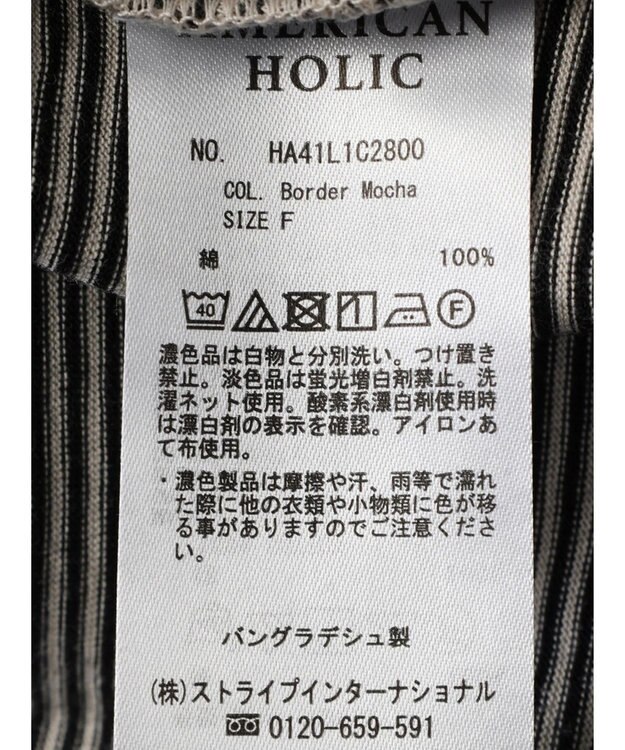 AMERICAN
HOLIC
NO. HA41L1C2800
COL. Border Mocha
SIZE F
綿 100%
40 F
濃色品は白物と分別洗い。つけ置き
禁止。淡色品は蛍光増白剤禁止。洗
濯ネット使用。酸素系漂白剤使用時
は漂白剤の表示を確認。アイロンあ
て布使用。
・濃色製品は摩擦や汗、雨等で濡れ
た際に他の衣類や小物類に色が移
る事がありますのでご注意くださ
い。
バングラデシュ製
(株)ストライプインターナショナル
0120-659-591